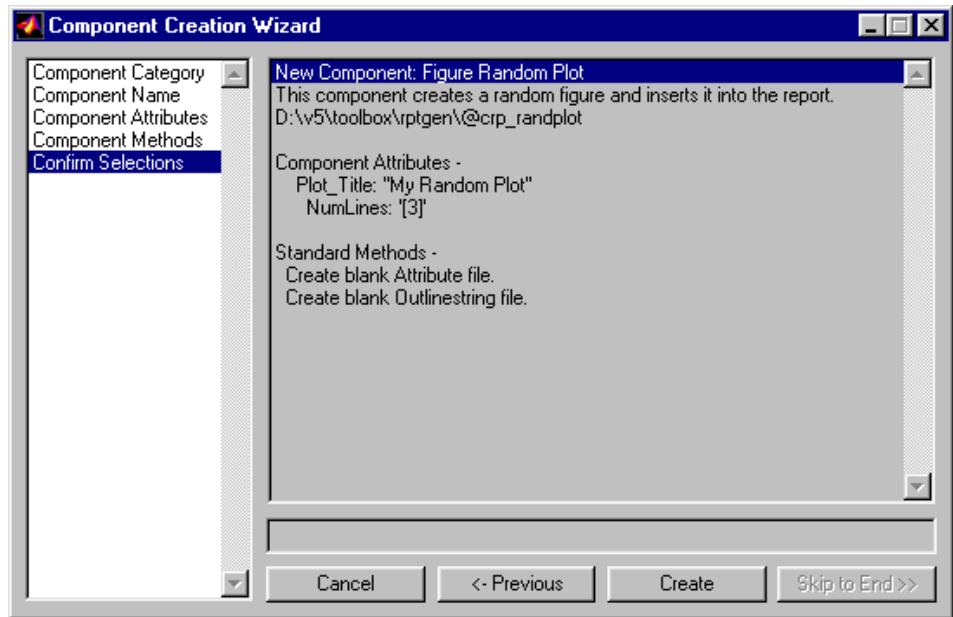 Component Creation Wizard
Component Category
Component Name
Component Attributes
Component Methods
Confirm Selections
New Component: Figure Random Plot
This component creates a random figure and inserts it into the report.
D:\v5\toolbox\rptgen\@crp_randplot
Component Attributes -
Plot_Title: "My Random Plot"
NumLines: '[3]'
Standard Methods -
Create blank Attribute file.
Create blank Outlinestring file.
Cancel
<- Previous
Create
Skip to End >>